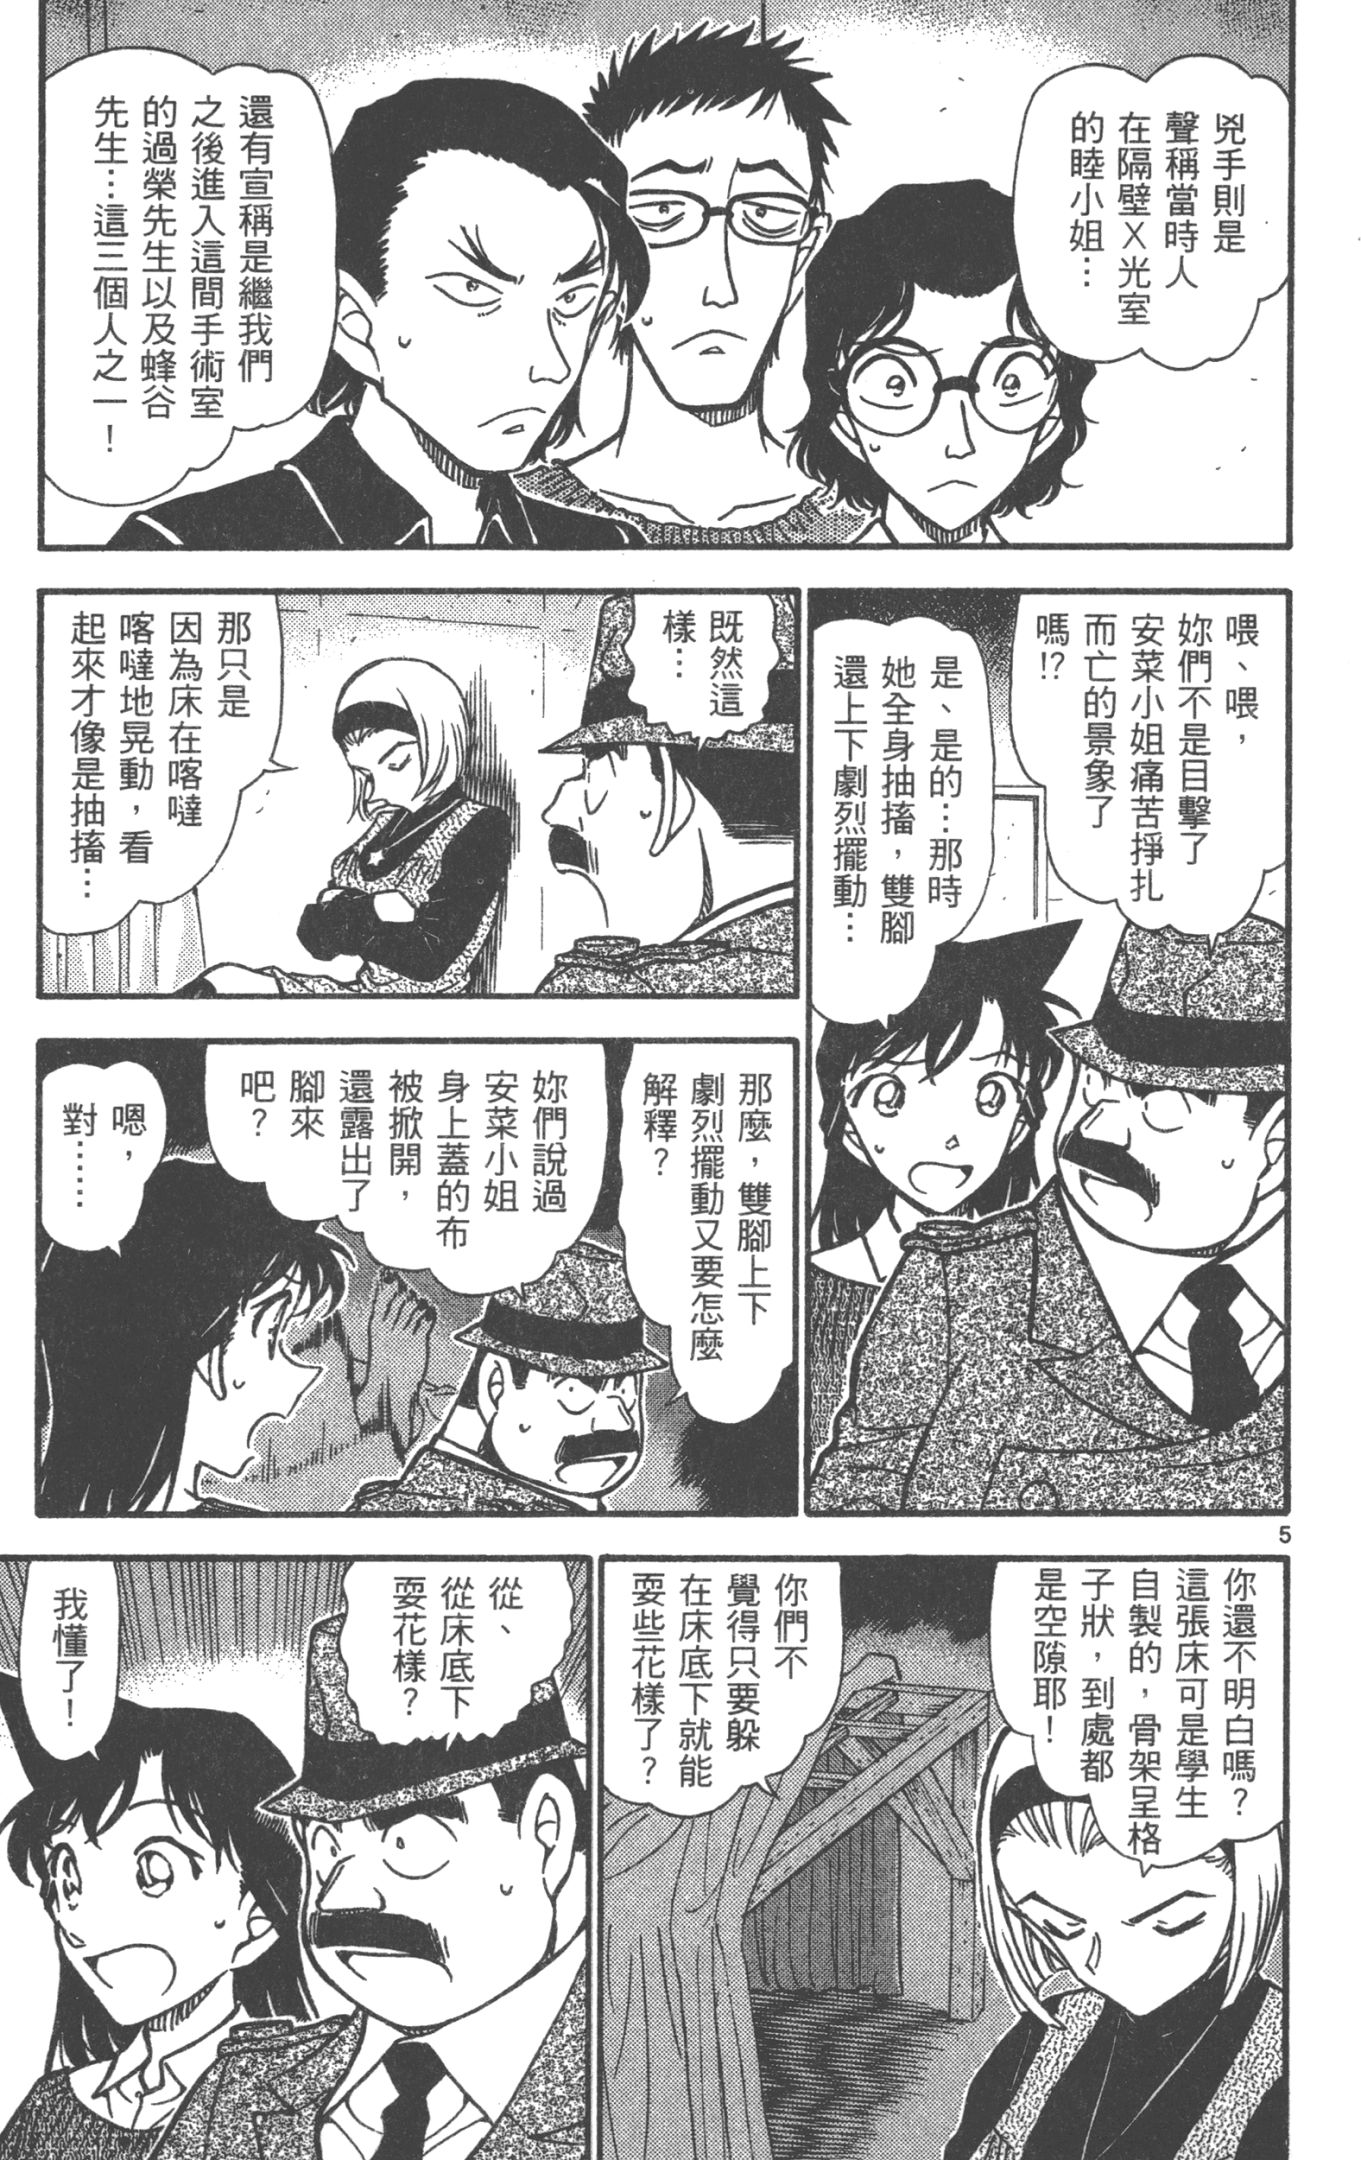 兇手則是
聲稱當時人
在隔壁X光室
的睦小姐…
還有宣稱是繼我們
之後進入這間手術室
的過榮先生以及蜂谷
先生…這三個人之一！
喂、喂，
妳們不是目擊了
安菜小姐痛苦掙扎
而亡的景象了
嗎!?
是、是的…那時
她全身抽搐，雙腳
還上下劇烈擺動…
既然這
樣…
那只是
因為床在喀噠
喀噠地晃動，看
起來才像是抽搐…
那麼，雙腳上下
劇烈擺動又要怎麼
解釋？
妳們說過
安菜小姐
身上蓋的布
被掀開，
還露出了
腳來
吧？
嗯，
對……
5
你還不明白嗎？
這張床可是學生
自製的，骨架呈格
子狀，到處都
是空隙耶！
你們不
覺得只要躲
在床底下就能
耍些花樣了？
從、
從床底下
耍花樣？
我懂了！